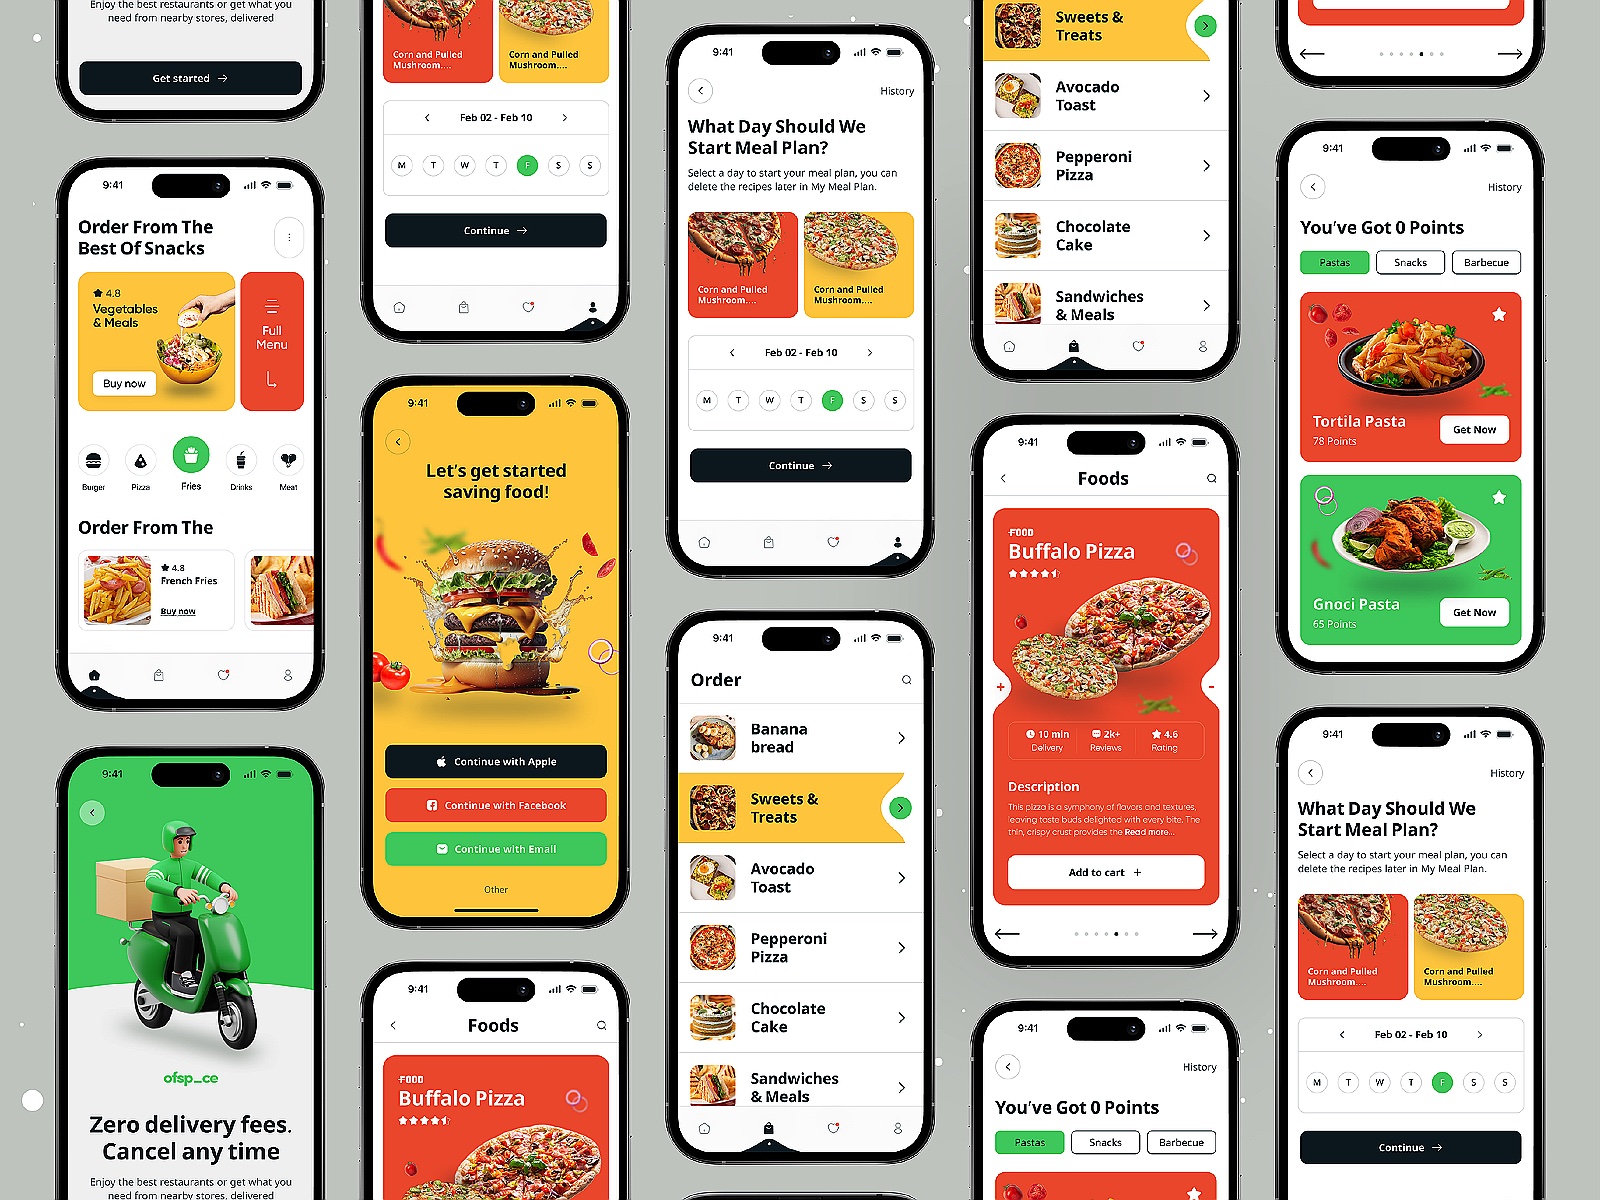 Enjoy the best restaurants or get what you
need from nearby stores, delivered
Get started
9:41
Order From The
Best Of Snacks
4.8
Vegetables
& Meals
Buy now
Full
Menu
Burger
Pizza
Fries
Drinks
Meat
Order From The
4.8
French Fries
Buy now
9:41
ofsp_ce
Zero delivery fees.
Cancel any time
Enjoy the best restaurants or get what you
need from nearby stores, delivered
Corn and Pulled
Mushroom....
Corn and Pulled
Mushroom....
Feb 02 - Feb 10
M T W T F S S
Continue
9:41
Let's get started
saving food!
Continue with Apple
Continue with Facebook
Continue with Email
Other
9:41
Foods
FOOD
Buffalo Pizza
9:41
History
What Day Should We
Start Meal Plan?
Select a day to start your meal plan, you can
delete the recipes later in My Meal Plan.
Corn and Pulled
Mushroom....
Corn and Pulled
Mushroom....
Feb 02 - Feb 10
M T W T F S S
Continue
9:41
Order
Banana
bread
Sweets &
Treats
Avocado
Toast
Pepperoni
Pizza
Chocolate
Cake
Sandwiches
& Meals
Sweets &
Treats
Avocado
Toast
Pepperoni
Pizza
Chocolate
Cake
Sandwiches
& Meals
9:41
Foods
FOOD
Buffalo Pizza
+
-
10 min
Delivery
2k+
Reviews
4.6
Rating
Description
This pizza is a symphony of flavors and textures,
leaving taste buds delighted with every bite. The
thin, crispy crust provides the Read more...
Add to cart +
9:41
History
You've Got 0 Points
Pastas
Snacks
Barbecue
9:41
History
You've Got 0 Points
Pastas
Snacks
Barbecue
Tortila Pasta
78 Points
Get Now
Gnoci Pasta
65 Points
Get Now
9:41
History
What Day Should We
Start Meal Plan?
Select a day to start your meal plan, you can
delete the recipes later in My Meal Plan.
Corn and Pulled
Mushroom....
Corn and Pulled
Mushroom....
Feb 02 - Feb 10
M T W T F S S
Continue